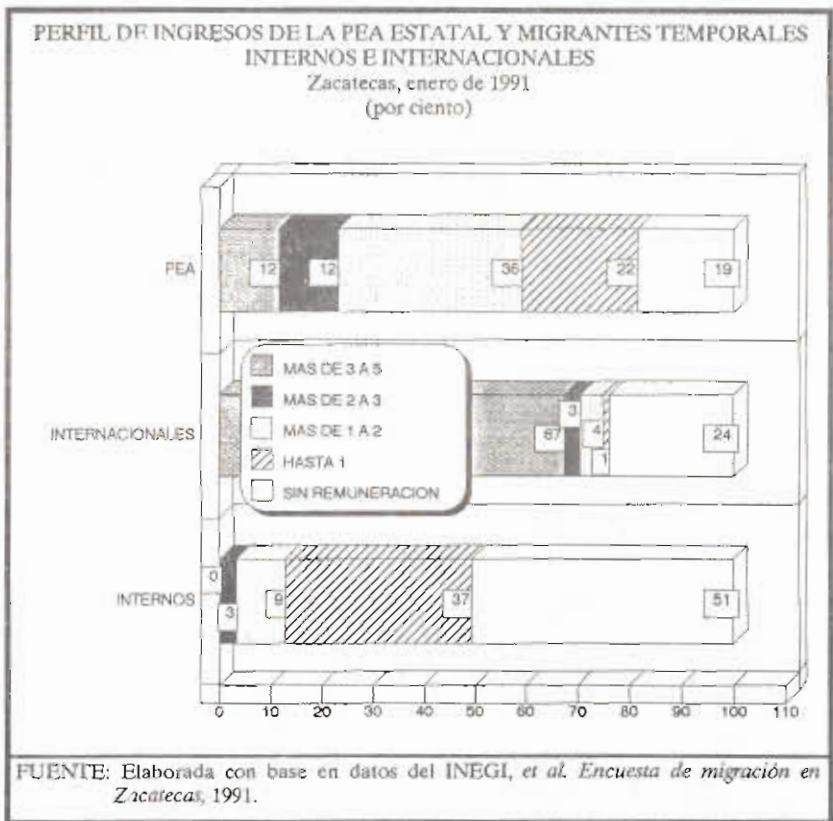 PERFIL DE INGRESOS DE LA PEA ESTATAL Y MIGRANTES TEMPORALES
INTERNOS E INTERNACIONALES
Zacatecas, enero de 1991
(por ciento)
PEA
12
12
36
22
19
MAS DE 3 A 5
MAS DE 2 A 3
MAS DE 1 A 2
HASTA 1
SIN REMUNERACION
INTERNACIONALES
67
3
4
1
24
INTERNOS
0
3
9
37
51
0 10 20 30 40 50 60 70 80 90 100 110
FUENTE: Elaborada con base en datos del INEGI, et al. Encuesta de migración en
Zacatecas, 1991.